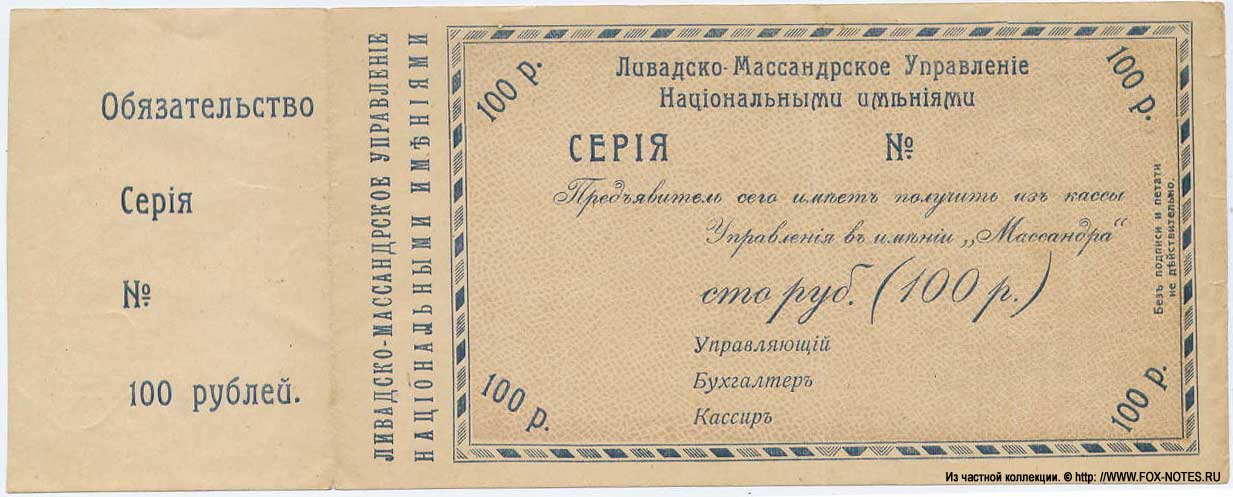 Обязательство
Серія
№
100 рублей.
ЛИВАДСКО-МАССАНДРСКОЕ УПРАВЛЕНІЕ
НАЦІОНАЛЬНЫМИ ИМѢНІЯМИ
100 р.
100 р.
Ливадско-Массандрское Управленіе
Національными имѣніями
СЕРІЯ №
Предъявитель сего имѣетъ получить изъ кассы
Управленія въ имѣніи „Массандра“
сто руб. (100 р.)
Управляющій
Бухгалтеръ
Кассиръ
100 р.
100 р.
Безъ подписи и печати
не дѣйствительно.
Из частной коллекции. © http: //WWW.FOX-NOTES.RU